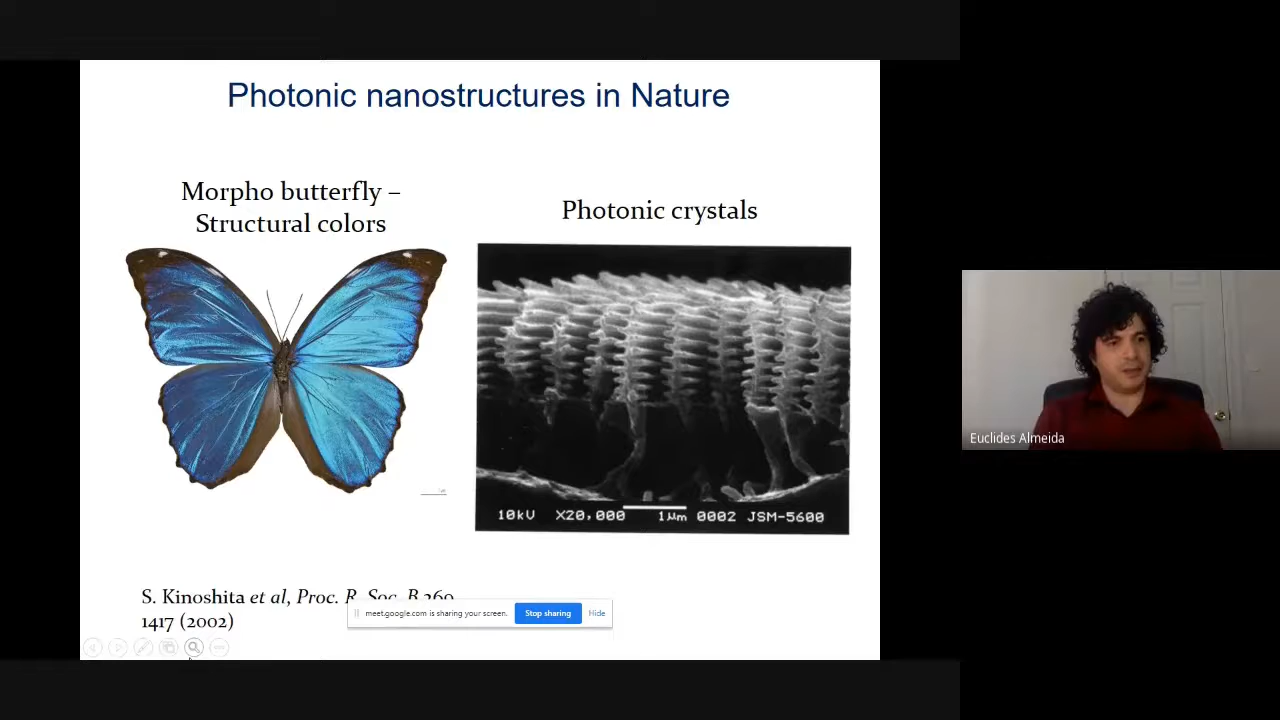 Photonic nanostructures in Nature
Morpho butterfly –
Structural colors
Photonic crystals
10kV X20,000 1μm 0002 JSM-5600
Euclides Almeida
S. Kinoshita et al, Proc. R. Soc. B 269
1417 (2002)
meet.google.com is sharing your screen.
Stop sharing
Hide